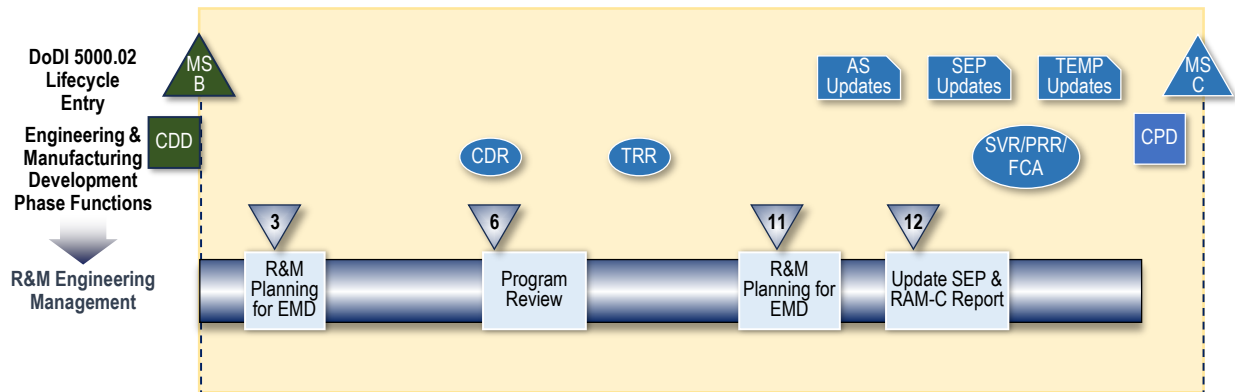 DoDI 5000.02
Lifecycle
Entry
MS
B
AS
Updates
SEP
Updates
TEMP
Updates
MS
C
Engineering &
Manufacturing
Development
Phase Functions
CDD
CDR
TRR
SVR/PRR/
FCA
CPD
3
6
11
12
R&M Engineering
Management
R&M
Planning
for EMD
Program
Review
R&M
Planning for
EMD
Update SEP &
RAM-C Report